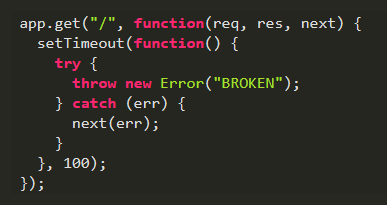 app.get("/", function(req, res, next) {
  setTimeout(function() {
    try {
      throw new Error("BROKEN");
    } catch (err) {
      next(err);
    }
  }, 100);
});